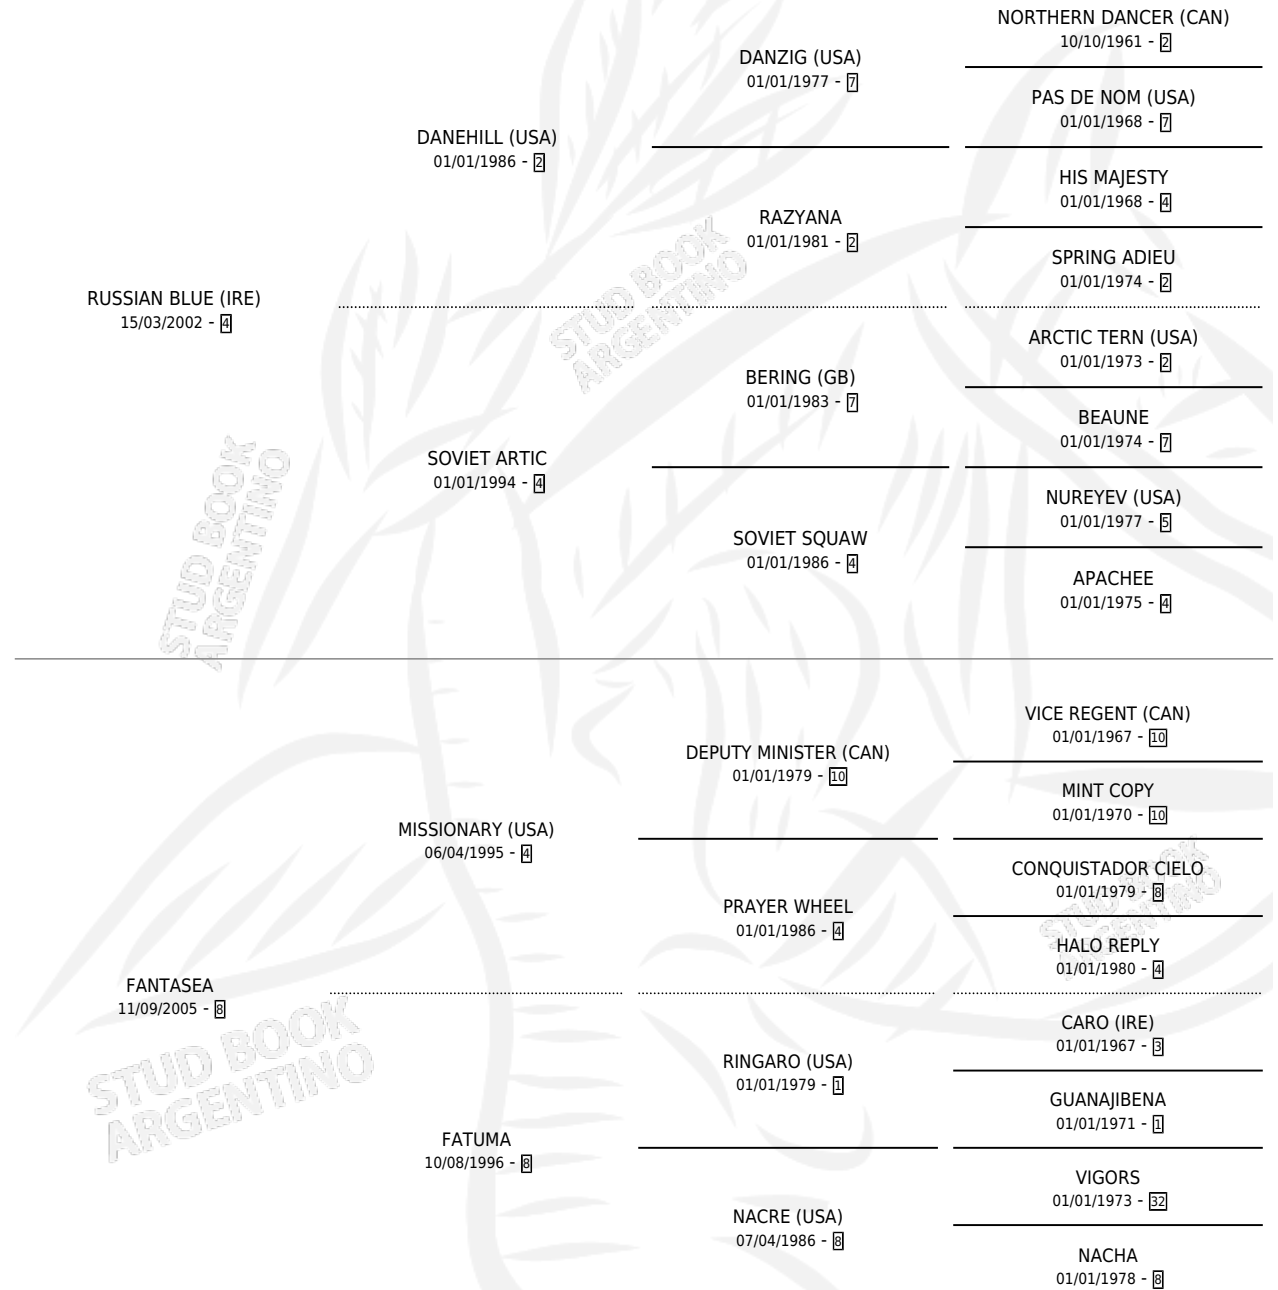 NORTHERN DANCER (CAN)
10/10/1961 - 2
DANZIG (USA)
01/01/1977 - 7
PAS DE NOM (USA)
01/01/1968 - 7
DANEHILL (USA)
01/01/1986 - 2
HIS MAJESTY
01/01/1968 - 4
RAZYANA
01/01/1981 - 2
SPRING ADIEU
01/01/1974 - 2
RUSSIAN BLUE (IRE)
15/03/2002 - 4
STUD BOOK
ARGENTINO
ARCTIC TERN (USA)
01/01/1973 - 2
BERING (GB)
01/01/1983 - 7
BEAUNE
01/01/1974 - 7
SOVIET ARTIC
01/01/1994 - 4
NUREYEV (USA)
01/01/1977 - 5
SOVIET SQUAW
01/01/1986 - 4
APACHEE
01/01/1975 - 4
STUD BOOK
ARGENTINO
VICE REGENT (CAN)
01/01/1967 - 10
DEPUTY MINISTER (CAN)
01/01/1979 - 10
MINT COPY
01/01/1970 - 10
MISSIONARY (USA)
06/04/1995 - 4
CONQUISTADOR CIELO
01/01/1979 - 8
PRAYER WHEEL
01/01/1986 - 4
STUD BOOK
ARGENTINO
HALO REPLY
01/01/1980 - 4
FANTASEA
11/09/2005 - 8
STUD BOOK
ARGENTINO
CARO (IRE)
01/01/1967 - 3
RINGARO (USA)
01/01/1979 - 1
GUANAJIBENA
01/01/1971 - 1
FATUMA
10/08/1996 - 8
VIGORS
01/01/1973 - 32
NACRE (USA)
07/04/1986 - 8
NACHA
01/01/1978 - 8